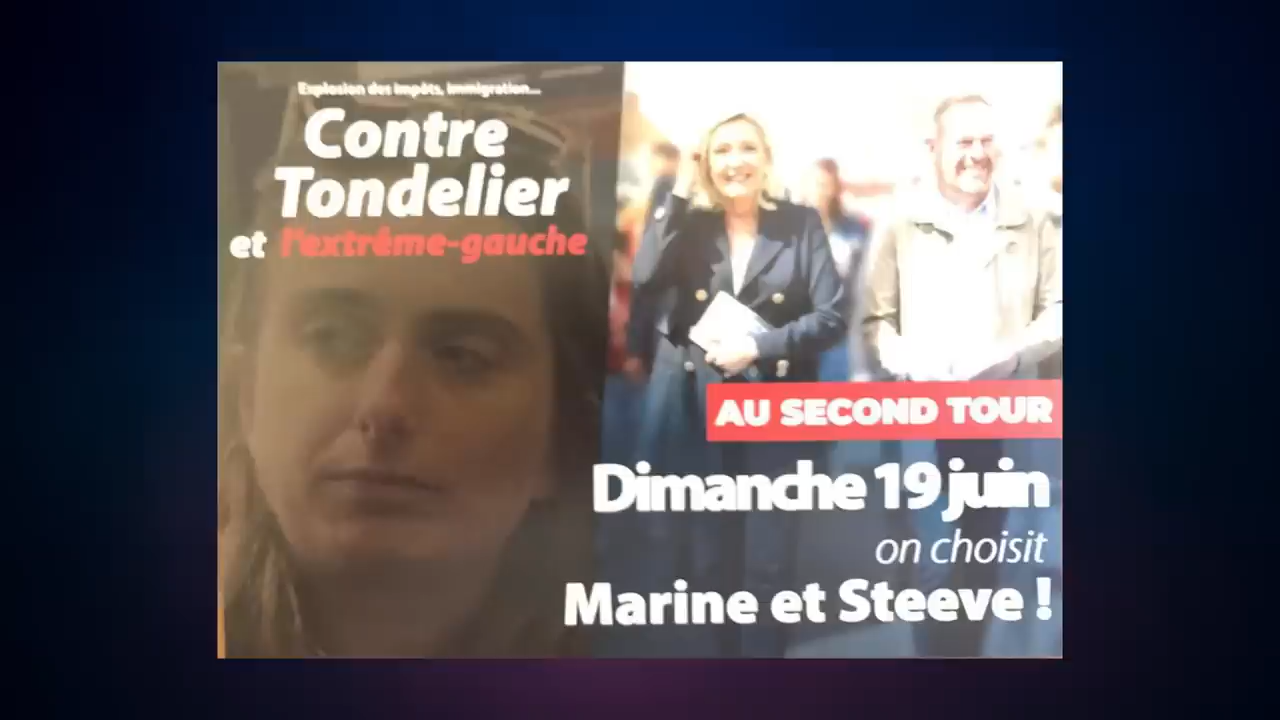 Explosion des impôts, immigration...
Contre
Tondelier
et l'extrême-gauche
AU SECOND TOUR
Dimanche 19 juin
on choisit
Marine et Steeve !